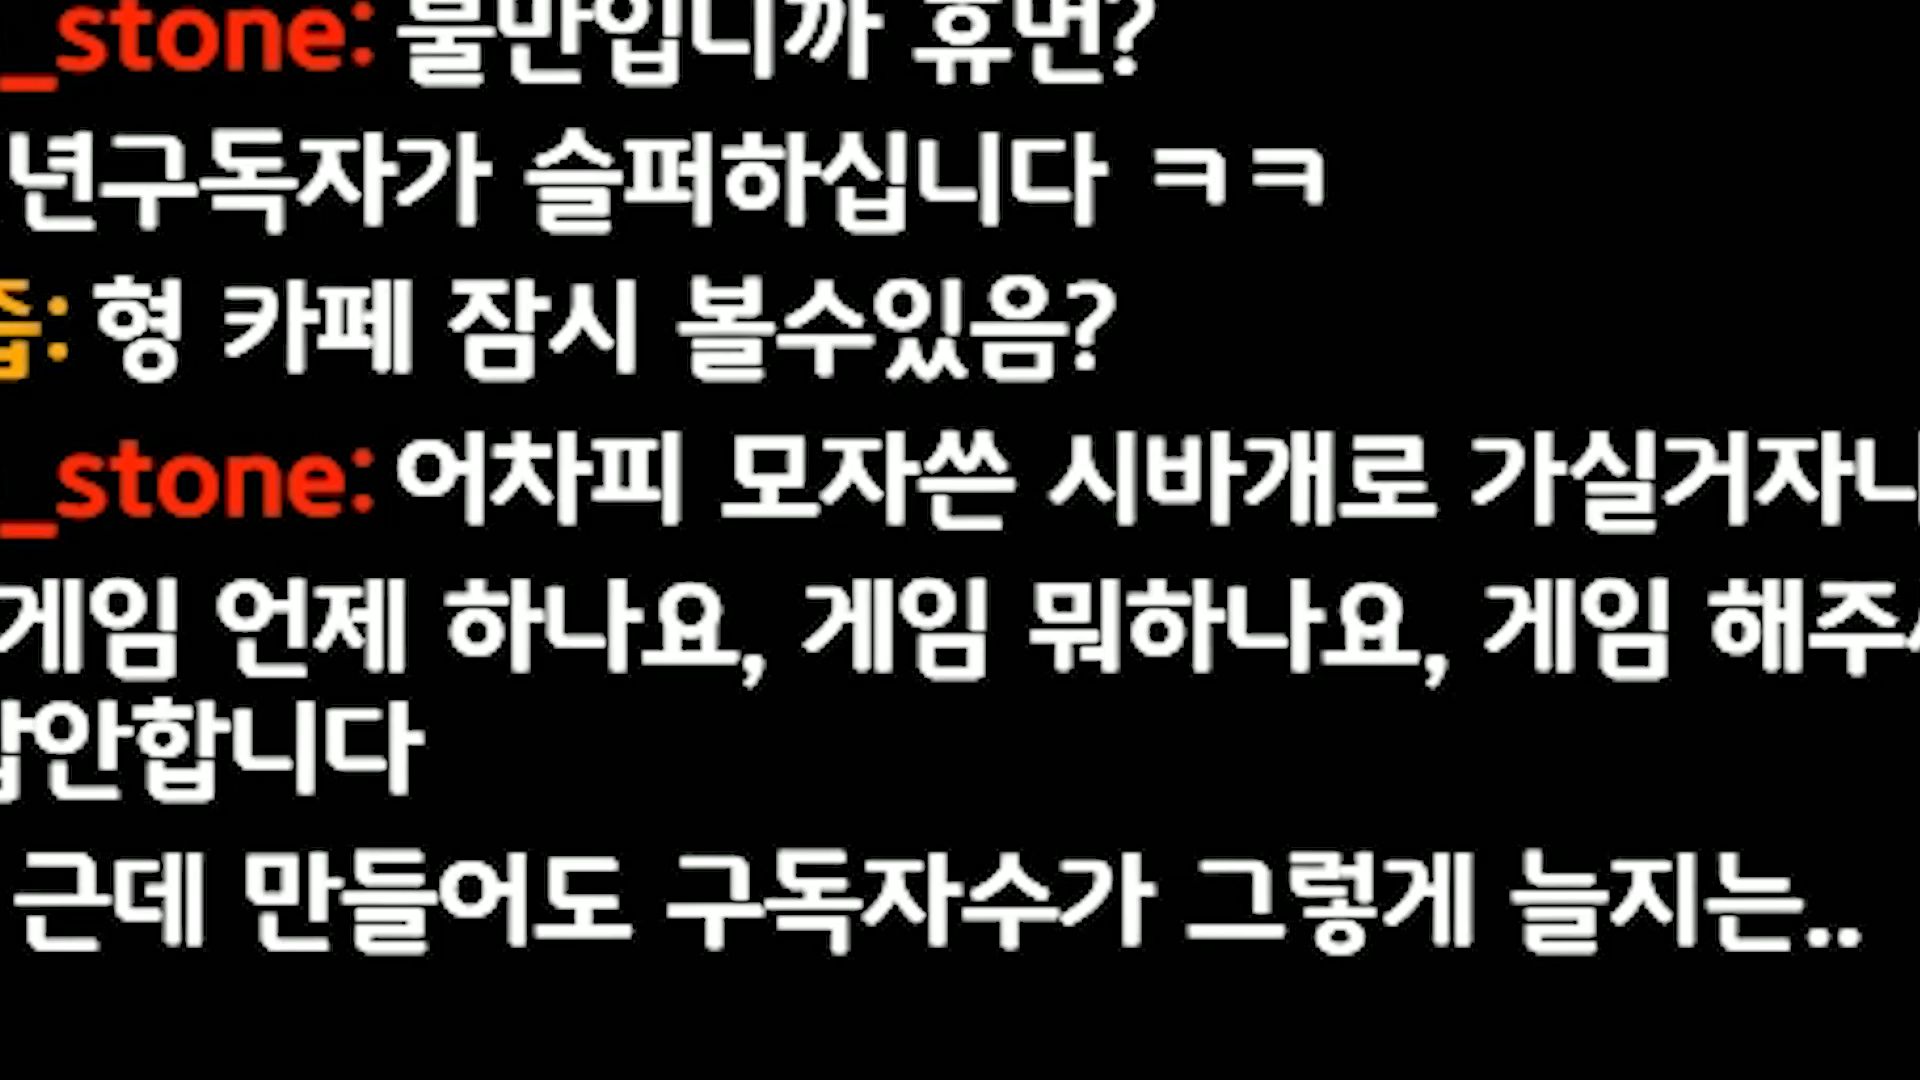 _stone: 불만입니까 휴먼?
년구독자가 슬퍼하십니다 ㅋㅋ
형 카페 잠시 볼수있음?
_stone: 어차피 모자쓴 시바개로 가실거자나
게임 언제 하나요, 게임 뭐하나요, 게임 해주
답안합니다
근데 만들어도 구독자수가 그렇게 늘지는..